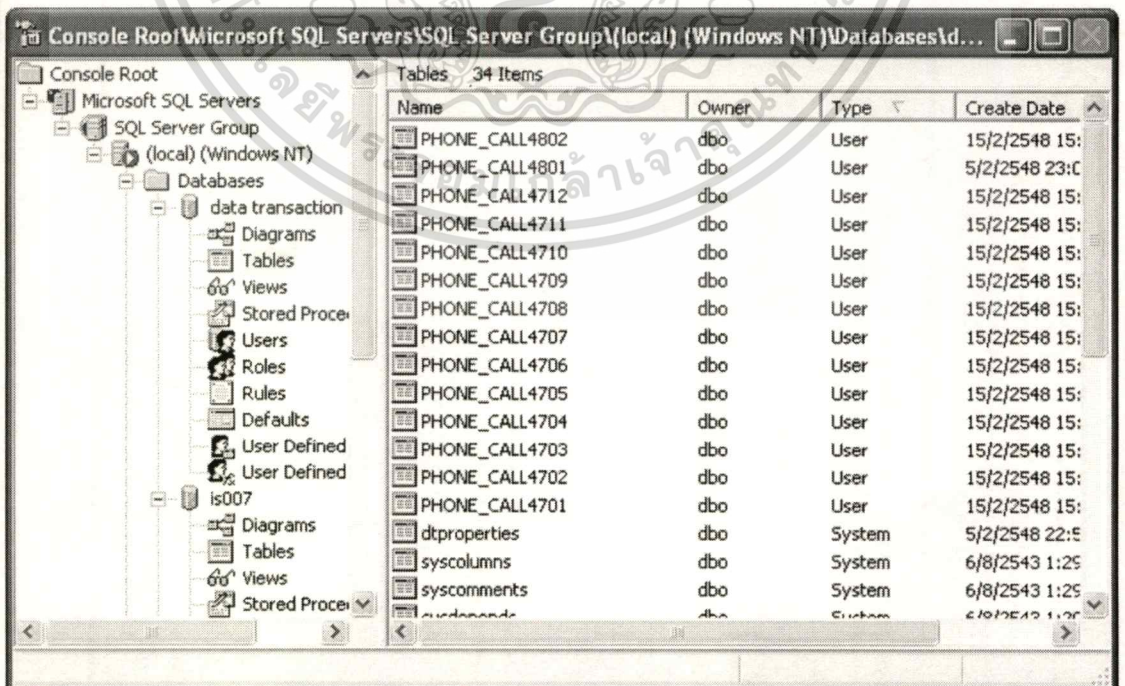 Console Root\Microsoft SQL Servers\SQL Server Group\(local) (Windows NT)\Databases\d...
Console Root
Microsoft SQL Servers
SQL Server Group
(local) (Windows NT)
Databases
data transaction
Diagrams
Tables
Views
Stored Proce
Users
Roles
Rules
Defaults
User Defined
User Defined
is007
Diagrams
Tables
Views
Stored Proce
Tables 34 Items
Name Owner Type Create Date
PHONE_CALL4802 dbo User 15/2/2548 15:
PHONE_CALL4801 dbo User 5/2/2548 23:0
PHONE_CALL4712 dbo User 15/2/2548 15:
PHONE_CALL4711 dbo User 15/2/2548 15:
PHONE_CALL4710 dbo User 15/2/2548 15:
PHONE_CALL4709 dbo User 15/2/2548 15:
PHONE_CALL4708 dbo User 15/2/2548 15:
PHONE_CALL4707 dbo User 15/2/2548 15:
PHONE_CALL4706 dbo User 15/2/2548 15:
PHONE_CALL4705 dbo User 15/2/2548 15:
PHONE_CALL4704 dbo User 15/2/2548 15:
PHONE_CALL4703 dbo User 15/2/2548 15:
PHONE_CALL4702 dbo User 15/2/2548 15:
PHONE_CALL4701 dbo User 15/2/2548 15:
dtproperties dbo System 5/2/2548 22:5
syscolumns dbo System 6/8/2543 1:29
syscomments dbo System 6/8/2543 1:29
sysdepends dbo System 6/8/2543 1:29